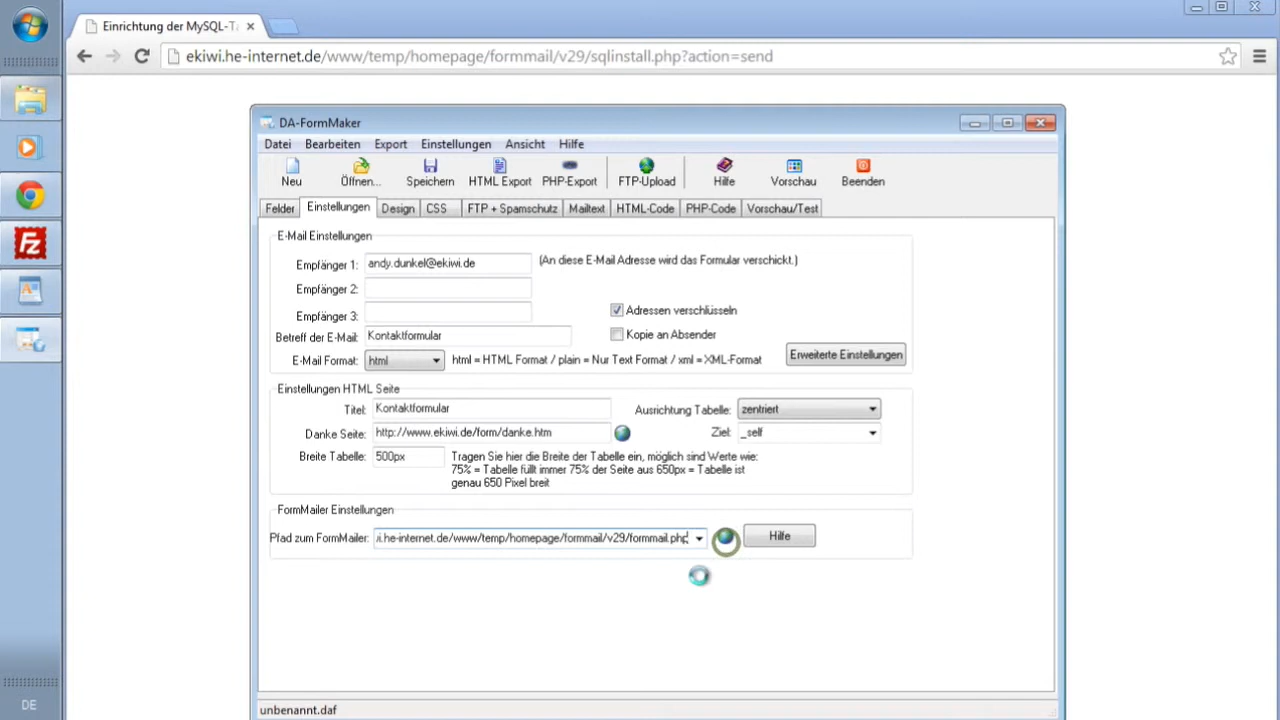 Einrichtung der MySQL-Ta
ekiwi.he-internet.de/www/temp/homepage/formmail/v29/sqlinstall.php?action=send
DA-FormMaker
Datei Bearbeiten Export Einstellungen Ansicht Hilfe
Neu Öffnen... Speichern HTML Export PHP-Export FTP-Upload Hilfe Vorschau Beenden
Felder Einstellungen Design CSS FTP + Spamschutz Mailtext HTML-Code PHP-Code Vorschau/Test
E-Mail Einstellungen
Empfänger 1: andy.dunkel@ekiwi.de (An diese E-Mail Adresse wird das Formular verschickt.)
Empfänger 2:
Empfänger 3: Adressen verschlüsseln
Betreff der E-Mail: Kontaktformular Kopie an Absender
E-Mail Format: html html = HTML Format / plain = Nur Text Format / xml = XML-Format Erweiterte Einstellungen
Einstellungen HTML Seite
Titel: Kontaktformular Ausrichtung Tabelle: zentriert
Danke Seite: http://www.ekiwi.de/form/danke.htm Ziel: _self
Breite Tabelle: 500px Tragen Sie hier die Breite der Tabelle ein, möglich sind Werte wie:
75% = Tabelle füllt immer 75% der Seite aus 650px = Tabelle ist
genau 650 Pixel breit
FormMailer Einstellungen
Pfad zum FormMailer: i.he-internet.de/www/temp/homepage/formmail/v29/formmail.php Hilfe
unbenannt.daf
DE